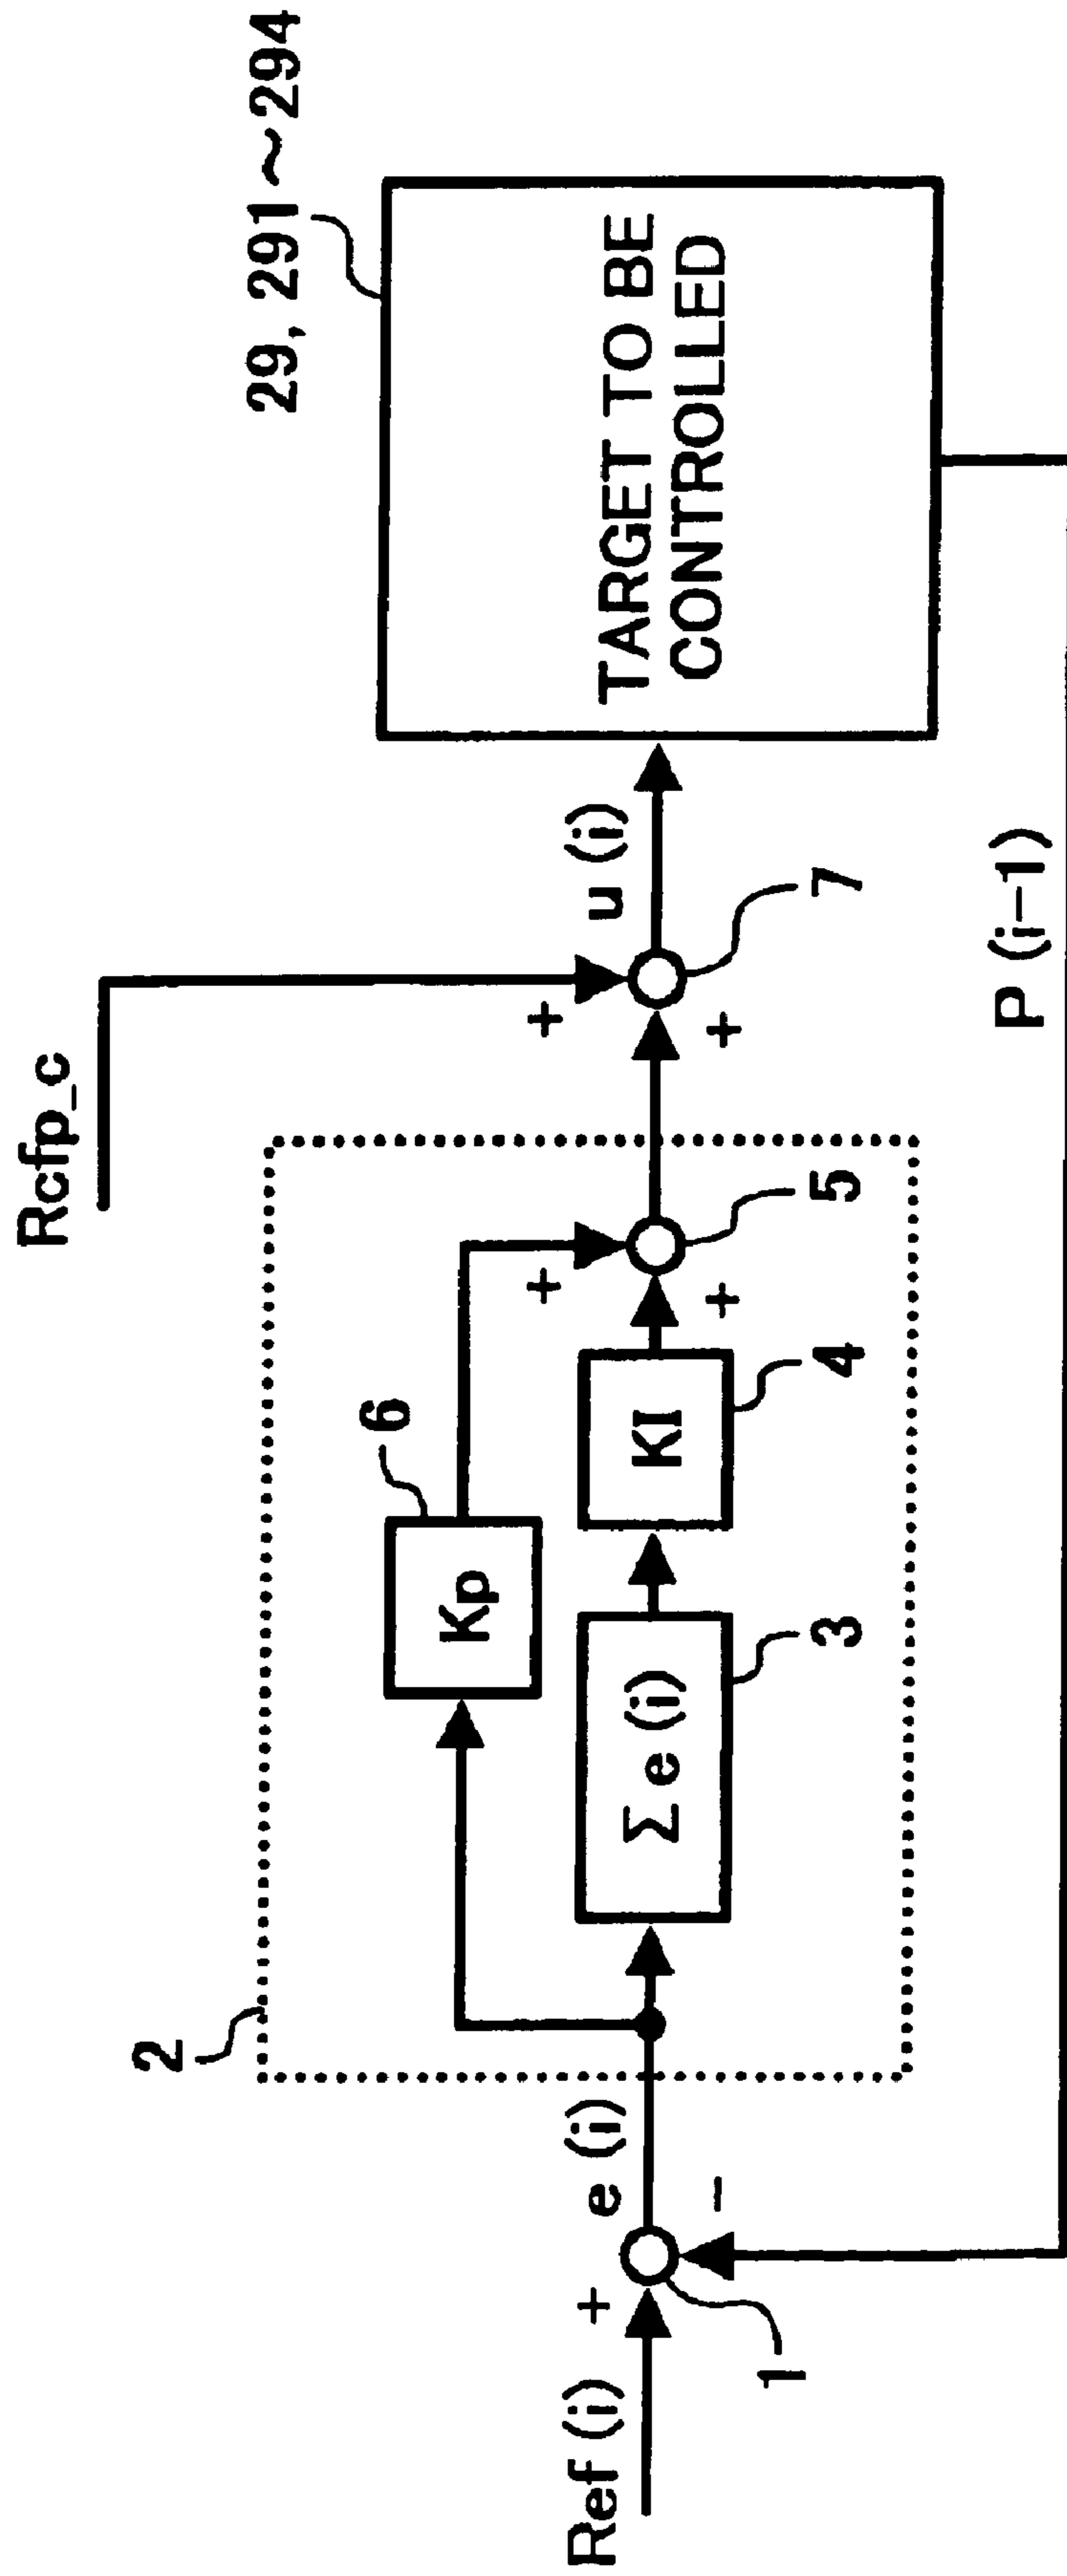 29, 291~294
Rcfp_c
TARGET TO BE
CONTROLLED
u (i)
+
+
7
P (i-1)
2
6
Kp
+
+
5
KI
4
Σ e (i)
3
e (i)
Ref (i)
+
-
1